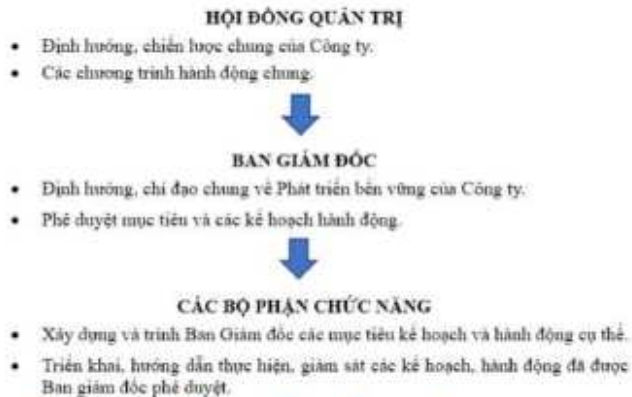 HỘI ĐỒNG QUẢN TRỊ
• Định hướng, chiến lược chung của Công ty.
• Các chương trình hành động chung.
BAN GIÁM ĐỐC
• Định hướng, chỉ đạo chung về Phát triển bền vững của Công ty.
• Phê duyệt mục tiêu và các kế hoạch hành động.
CÁC BỘ PHẬN CHỨC NĂNG
• Xây dựng và trình Ban Giám đốc các mục tiêu kế hoạch và hành động cụ thể.
• Triển khai, hướng dẫn thực hiện, giám sát các kế hoạch, hành động đã được
Ban giám đốc phê duyệt.